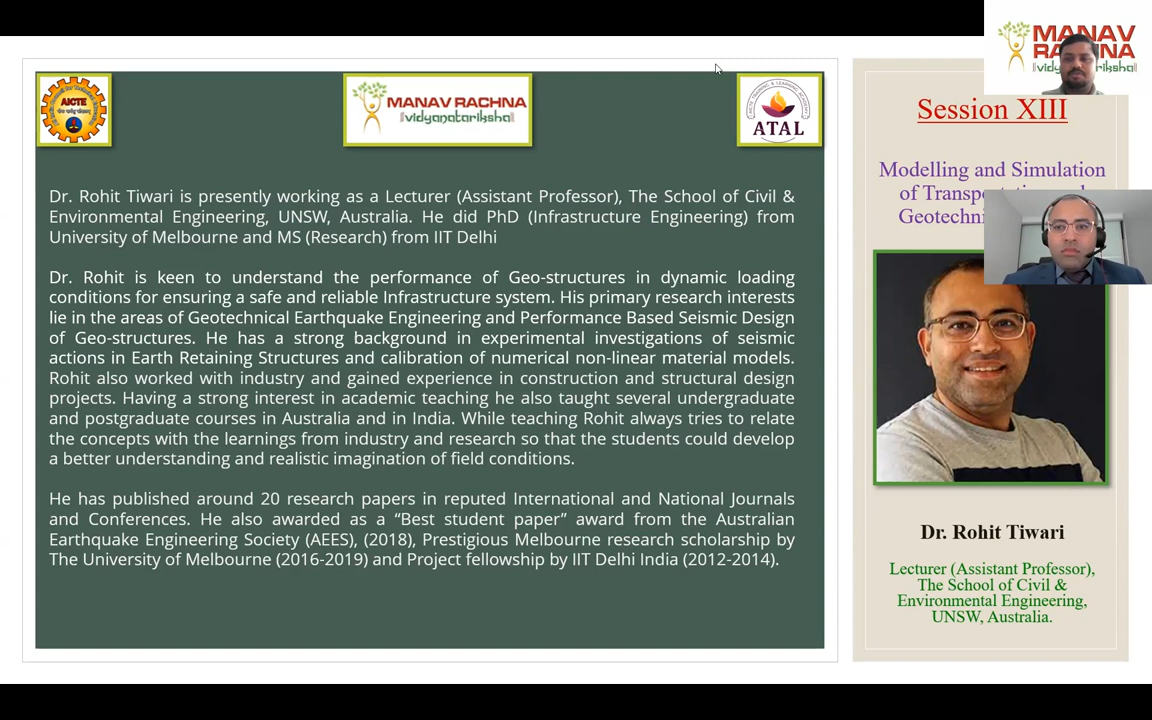 AICTE
MANAV RACHNA
vidyanatariksha
ATAL
MANAV
RACHNA
Session XIII
Modelling and Simulation
of
Dr. Rohit Tiwari is presently working as a Lecturer (Assistant Professor), The School of Civil &
Environmental Engineering, UNSW, Australia. He did PhD (Infrastructure Engineering) from
University of Melbourne and MS (Research) from IIT Delhi
Dr. Rohit is keen to understand the performance of Geo-structures in dynamic loading
conditions for ensuring a safe and reliable Infrastructure system. His primary research interests
lie in the areas of Geotechnical Earthquake Engineering and Performance Based Seismic Design
of Geo-structures. He has a strong background in experimental investigations of seismic
actions in Earth Retaining Structures and calibration of numerical non-linear material models.
Rohit also worked with industry and gained experience in construction and structural design
projects. Having a strong interest in academic teaching he also taught several undergraduate
and postgraduate courses in Australia and in India. While teaching Rohit always tries to relate
the concepts with the learnings from industry and research so that the students could develop
a better understanding and realistic imagination of field conditions.
He has published around 20 research papers in reputed International and National Journals
and Conferences. He also awarded as a “Best student paper” award from the Australian
Earthquake Engineering Society (AEES), (2018), Prestigious Melbourne research scholarship by
The University of Melbourne (2016-2019) and Project fellowship by IIT Delhi India (2012-2014).
Dr. Rohit Tiwari
Lecturer (Assistant Professor),
The School of Civil &
Environmental Engineering,
UNSW, Australia.